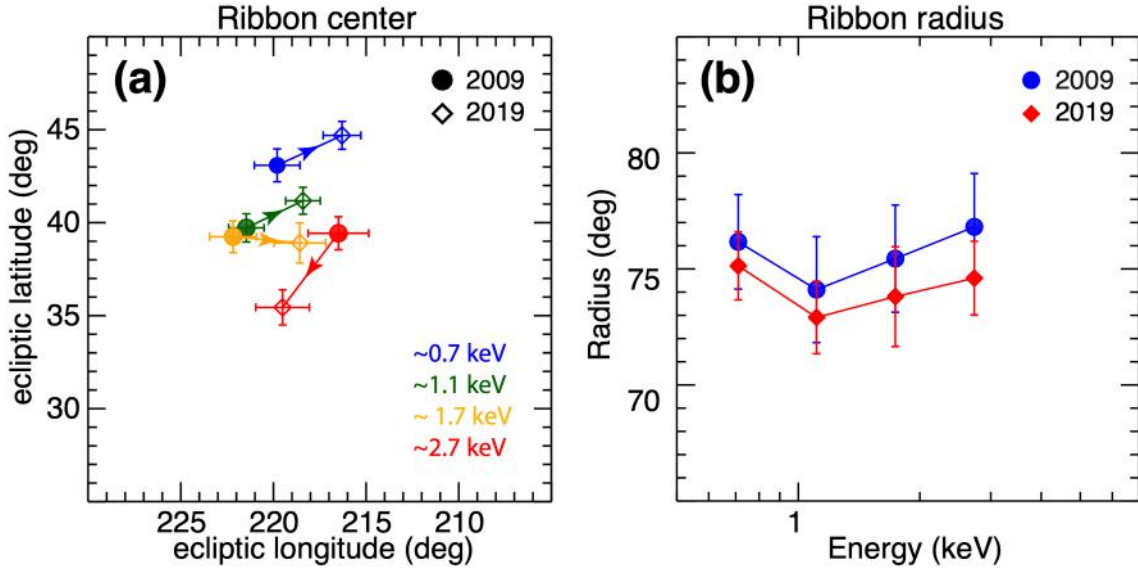 Ribbon center
(a)
2009
2019
45
40
35
30
ecliptic latitude (deg)
~0.7 keV
~1.1 keV
~ 1.7 keV
~2.7 keV
225 220 215 210
ecliptic longitude (deg)
Ribbon radius
(b)
2009
2019
80
75
70
Radius (deg)
1
Energy (keV)